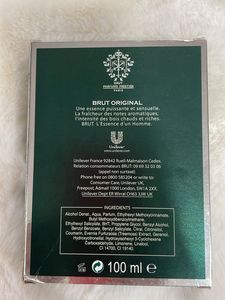 BRUT
PARFUMS PRESTIGE
PARIS
BRUT ORIGINAL
Une essence puissante et sensuelle.
La fraîcheur des notes aromatiques,
l'intensité des bois chauds et riches.
BRUT. L'Essence d'un Homme.
Unilever
www.unilever.com
Unilever France 92842 Rueil-Malmaison Cedex.
Relation consommateurs BRUT: 09 69 32 03 06
(appel non surtaxé)
Phone free on 0800 585204 or write to
Consumer Care, Unilever UK,
Freepost, Admail 1000 London, SW1A 2XX.
Unilever Dept ER Wirral CH63 3JW UK
INGREDIENTS
Alcohol Denat., Aqua, Parfum, Ethylhexyl Methoxycinnamate,
Butyl Methoxydibenzoylmethane,
Ethylhexyl Salicylate, BHT, Propylene Glycol, Benzyl Alcohol,
Benzyl Benzoate, Benzyl Salicylate, Citral, Citronellol,
Coumarin, Evernia Furfuracea (Treemoss) Extract, Geraniol,
Hydroxycitronellal, Hydroxyisohexyl 3-Cyclohexene
Carboxaldehyde, Limonene, Linalool,
CI 14700, CI 19140.
100 ml e